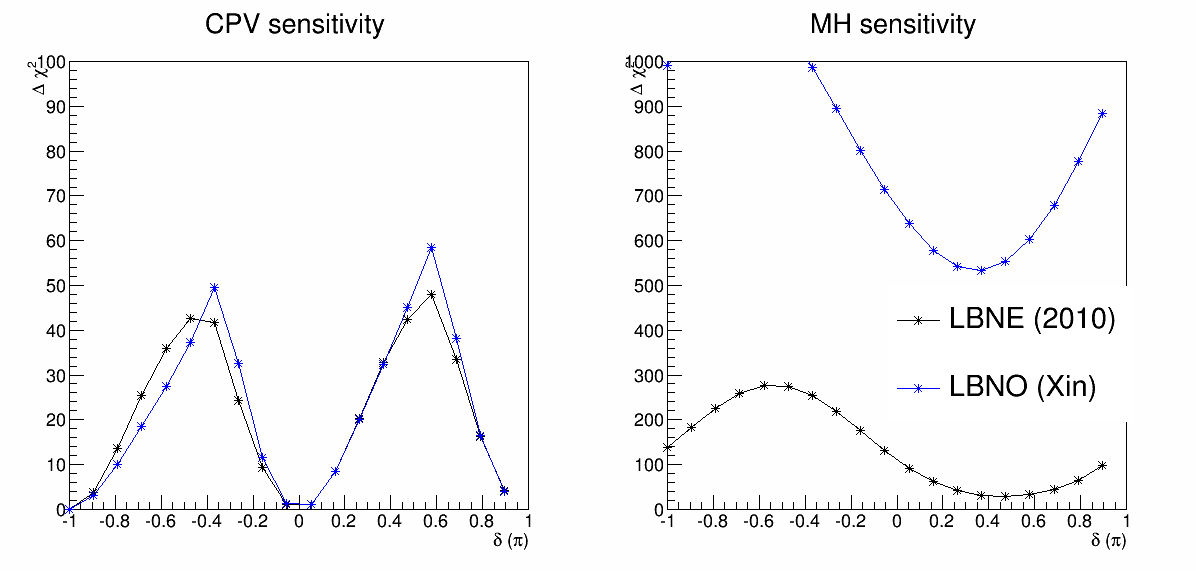 CPV sensitivity
Δ χ²
100
90
80
70
60
50
40
30
20
10
0
-1 -0.8 -0.6 -0.4 -0.2 0 0.2 0.4 0.6 0.8 1
δ (π)
MH sensitivity
Δ χ²
1000
900
800
700
600
500
400
300
200
100
0
-1 -0.8 -0.6 -0.4 -0.2 0 0.2 0.4 0.6 0.8 1
δ (π)
LBNE (2010)
LBNO (Xin)